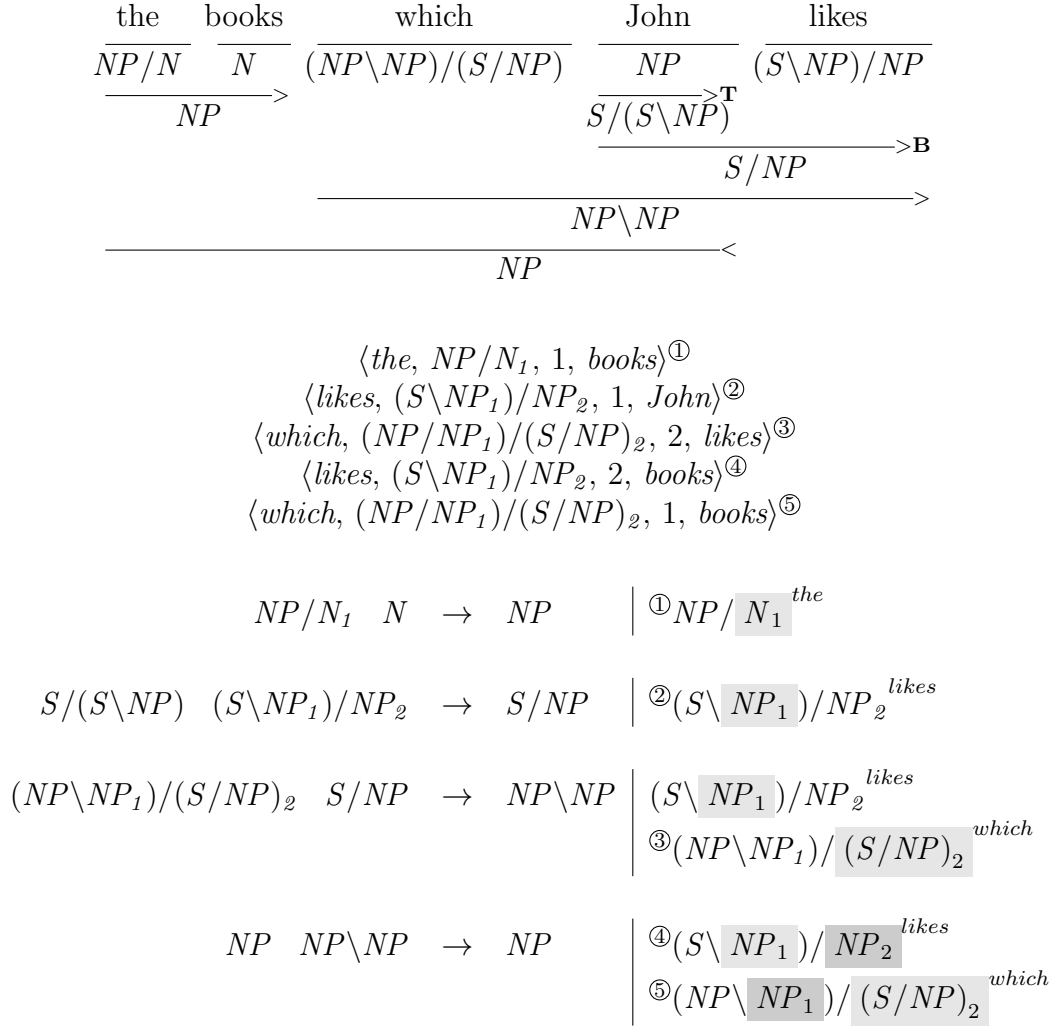 the books which John likes
NP/N N (NP\NP)/(S/NP) NP (S\NP)/NP
> >T
NP S/(S\NP)
>B
S/NP
>
NP\NP
<
NP
⟨the, NP/N₁, 1, books⟩①
⟨likes, (S\NP₁)/NP₂, 1, John⟩②
⟨which, (NP/NP₁)/(S/NP)₂, 2, likes⟩③
⟨likes, (S\NP₁)/NP₂, 2, books⟩④
⟨which, (NP/NP₁)/(S/NP)₂, 1, books⟩⑤
NP/N₁ N → NP | ①NP/ N₁ the
S/(S\NP) (S\NP₁)/NP₂ → S/NP | ②(S\ NP₁ )/NP₂ likes
(NP\NP₁)/(S/NP)₂ S/NP → NP\NP | (S\ NP₁ )/NP₂ likes
③(NP\NP₁)/ (S/NP)₂ which
NP NP\NP → NP | ④(S\ NP₁ )/ NP₂ likes
⑤(NP\ NP₁ )/ (S/NP)₂ which